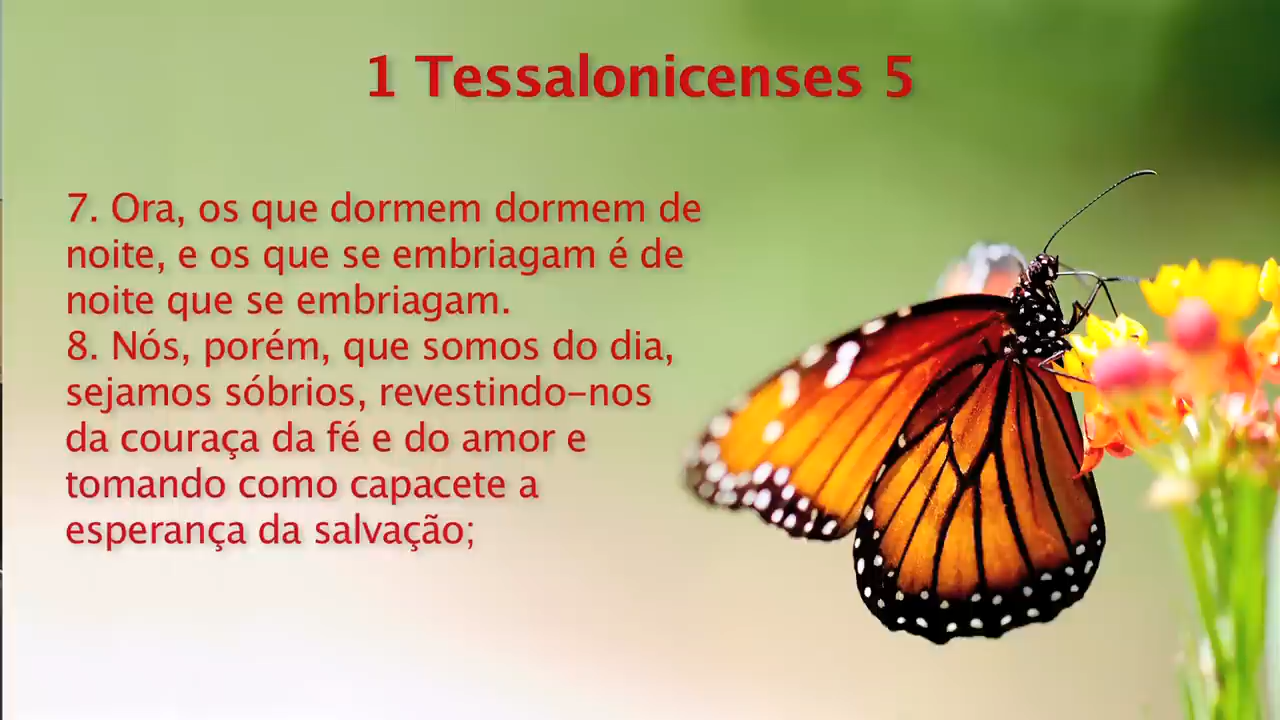 1 Tessalonicenses 5
7. Ora, os que dormem dormem de
noite, e os que se embriagam é de
noite que se embriagam.
8. Nós, porém, que somos do dia,
sejamos sóbrios, revestindo-nos
da couraça da fé e do amor e
tomando como capacete a
esperança da salvação;